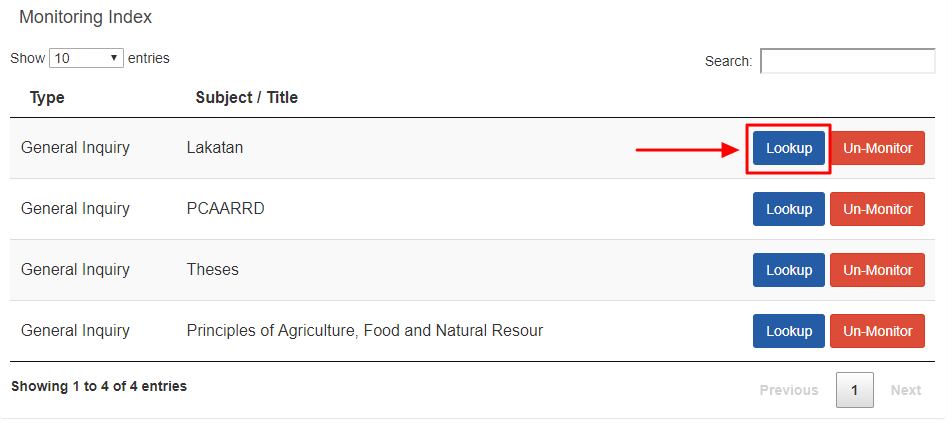 Monitoring Index
Show 10 entries Search:
Type Subject / Title
General Inquiry Lakatan Lookup Un-Monitor
General Inquiry PCAARRD Lookup Un-Monitor
General Inquiry Theses Lookup Un-Monitor
General Inquiry Principles of Agriculture, Food and Natural Resour Lookup Un-Monitor
Showing 1 to 4 of 4 entries Previous 1 Next